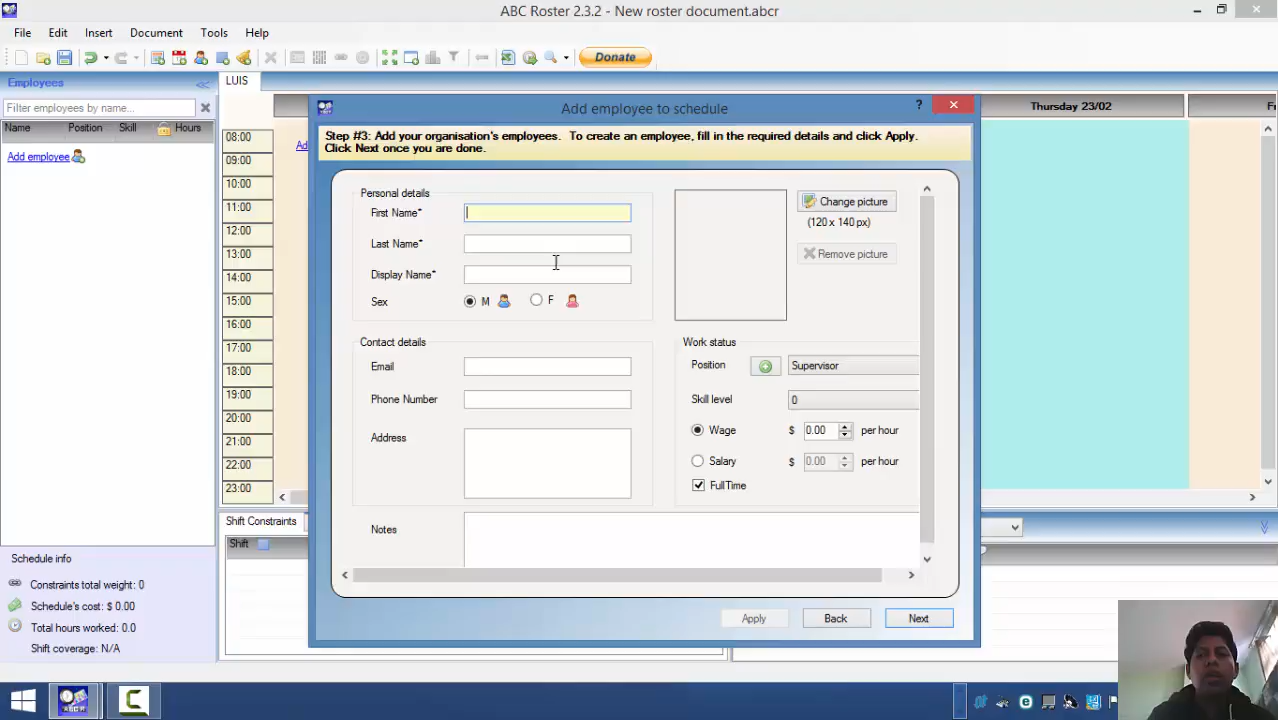 ABC Roster 2.3.2 - New roster document.abcr
File Edit Insert Document Tools Help
Donate
Employees
LUIS
Filter employees by name...
Name Position Skill Hours
Add employee
Thursday 23/02
Fr
08:00
09:00
10:00
11:00
12:00
13:00
14:00
15:00
16:00
17:00
18:00
19:00
20:00
21:00
22:00
23:00
Ad
Add employee to schedule
?
Step #3: Add your organisation's employees. To create an employee, fill in the required details and click Apply.
Click Next once you are done.
Personal details
First Name*
Last Name*
Display Name*
Sex M F
Change picture
(120 x 140 px)
Remove picture
Contact details
Email
Phone Number
Address
Work status
Position Supervisor
Skill level 0
Wage $ 0.00 per hour
Salary $ 0.00 per hour
FullTime
Notes
Apply Back Next
Shift Constraints
Shift
Schedule info
Constraints total weight: 0
Schedule's cost: $ 0.00
Total hours worked: 0.0
Shift coverage: N/A
ABCR
C